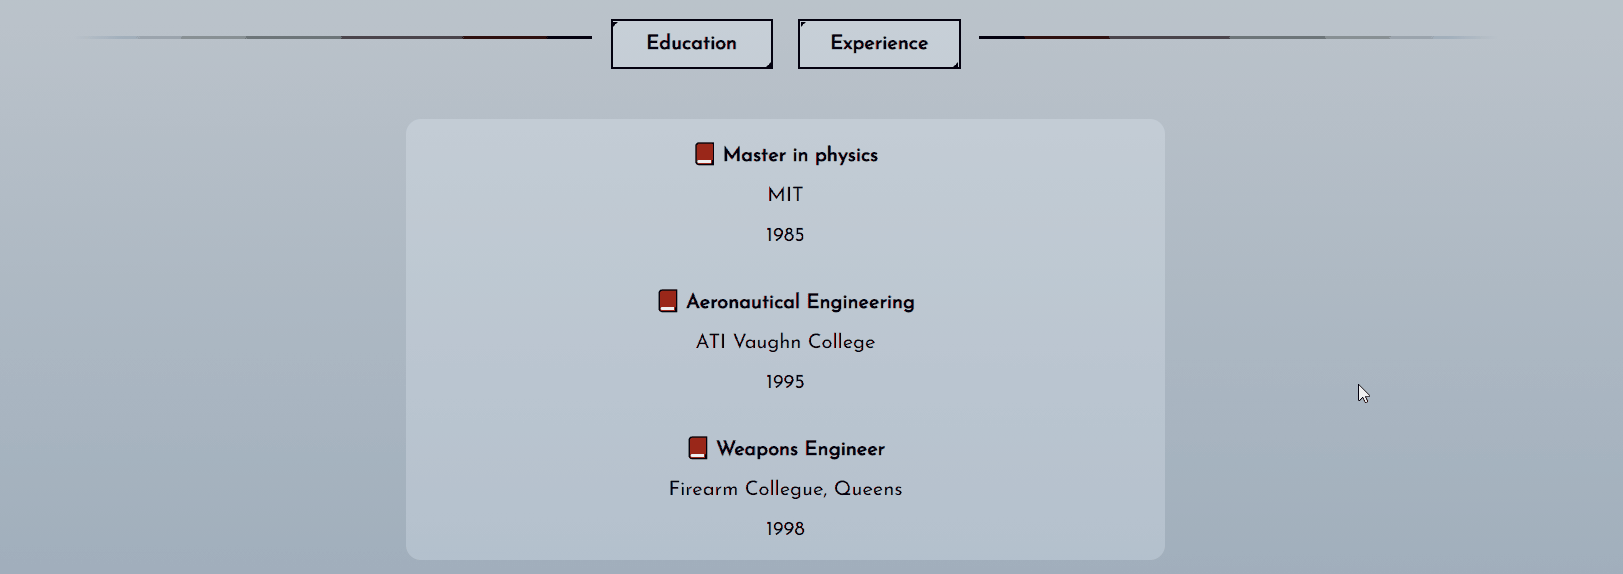 Education
Experience
Master in physics
MIT
1985
Aeronautical Engineering
ATI Vaughn College
1995
Weapons Engineer
Firearm Collegue, Queens
1998